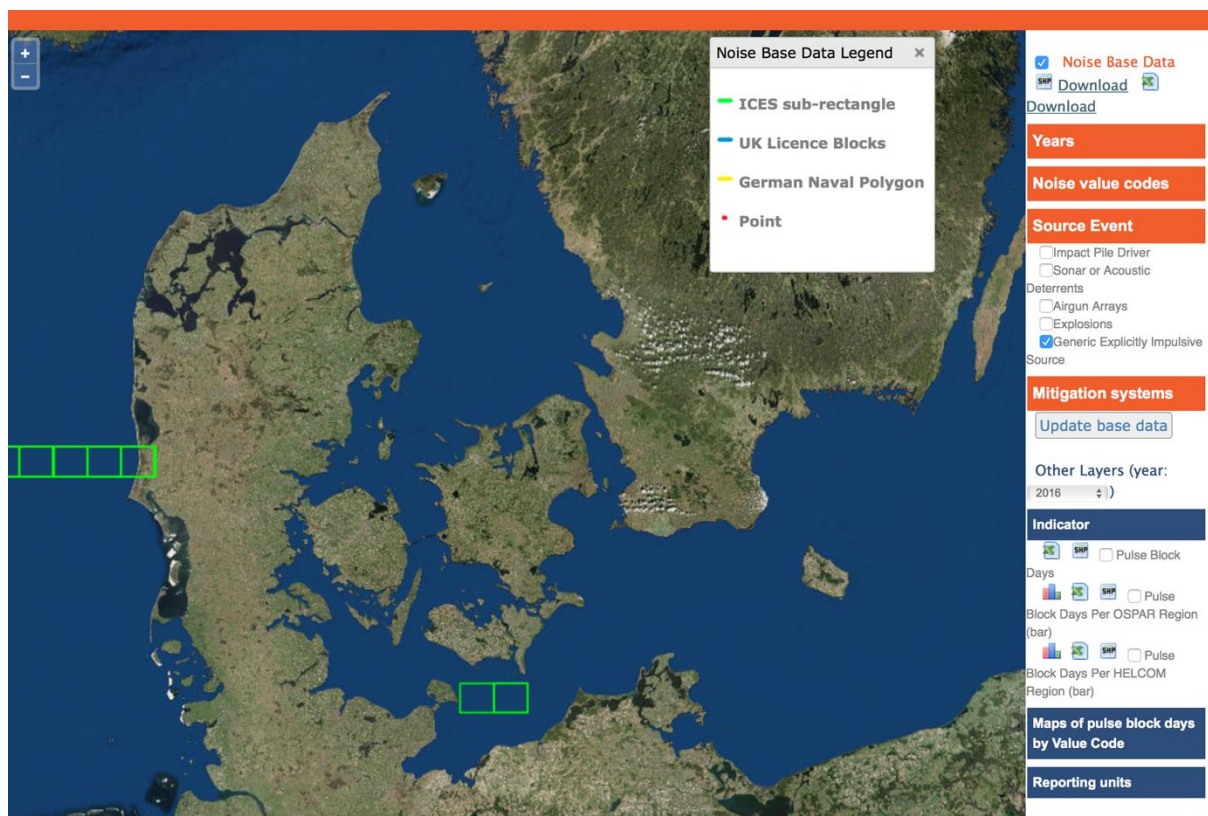 +
−
Noise Base Data Legend ×
ICES sub-rectangle
UK Licence Blocks
German Naval Polygon
Point
Noise Base Data
SHP Download
Download
Years
Noise value codes
Source Event
Impact Pile Driver
Sonar or Acoustic
Deterrents
Airgun Arrays
Explosions
Generic Explicitly Impulsive
Source
Mitigation systems
Update base data
Other Layers (year:
2016 )
Indicator
SHP Pulse Block
Days
SHP Pulse
Block Days Per OSPAR Region
(bar)
SHP Pulse
Block Days Per HELCOM
Region (bar)
Maps of pulse block days
by Value Code
Reporting units